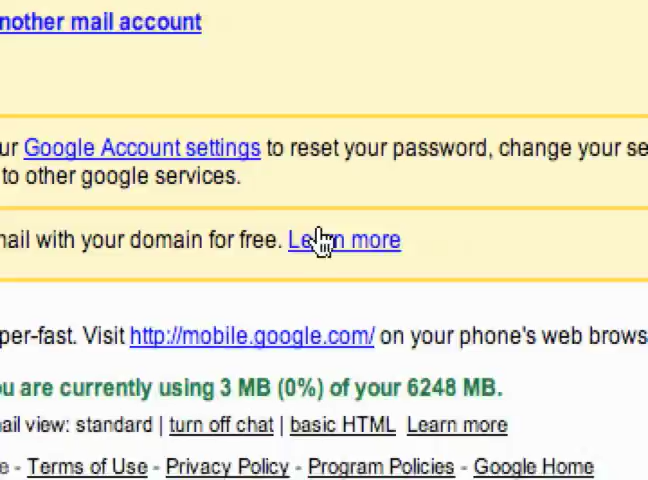 nother mail account
ur Google Account settings to reset your password, change your se
to other google services.
nail with your domain for free. Learn more
per-fast. Visit http://mobile.google.com/ on your phone's web brows
ou are currently using 3 MB (0%) of your 6248 MB.
nail view: standard | turn off chat | basic HTML Learn more
e - Terms of Use - Privacy Policy - Program Policies - Google Home